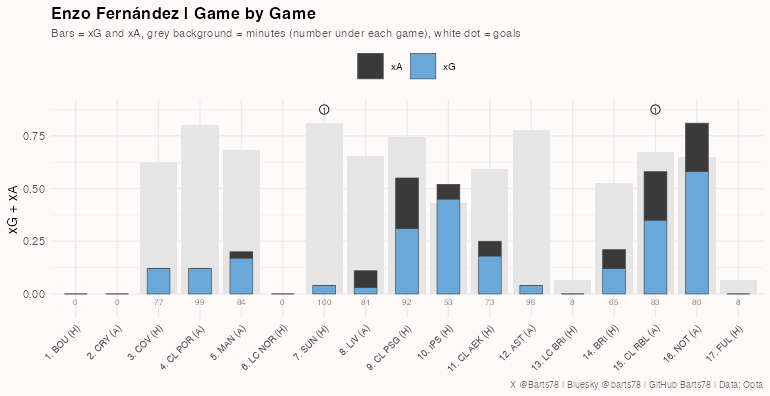 Enzo Fernández | Game by Game
Bars = xG and xA, grey background = minutes (number under each game), white dot = goals
xA xG
1 1
xG + xA
0.75
0.50
0.25
0.00
0 0 77 99 84 0 100 81 92 53 73 96 8 65 83 80 8
1. BOU (H)
2. CRY (A)
3. COV (H)
4. CL POR (A)
5. MAN (A)
6. LC NOR (H)
7. SUN (H)
8. LIV (A)
9. CL PSG (H)
10. IPS (H)
11. CL AEK (H)
12. AST (A)
13. LC BRI (H)
14. BRI (H)
15. CL RBL (A)
16. NOT (A)
17. FUL (H)
X @Barts78 | Bluesky @barts78 | GitHub Barts78 | Data: Opta